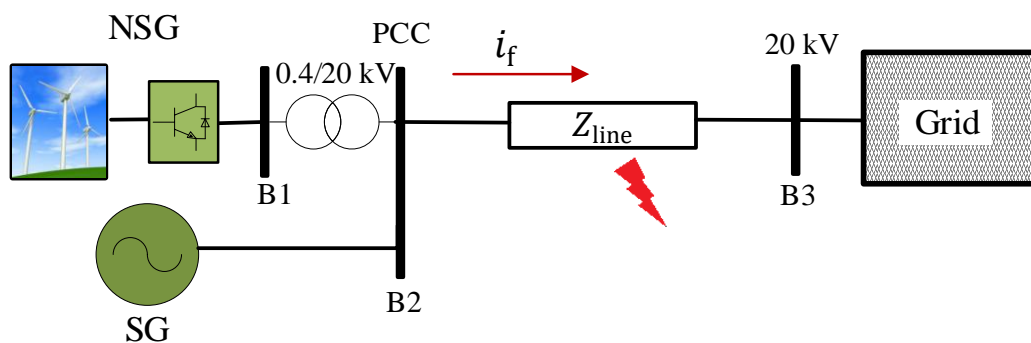 NSG
0.4/20 kV
PCC
i_f
20 kV
Z_line
Grid
B1
B3
B2
SG